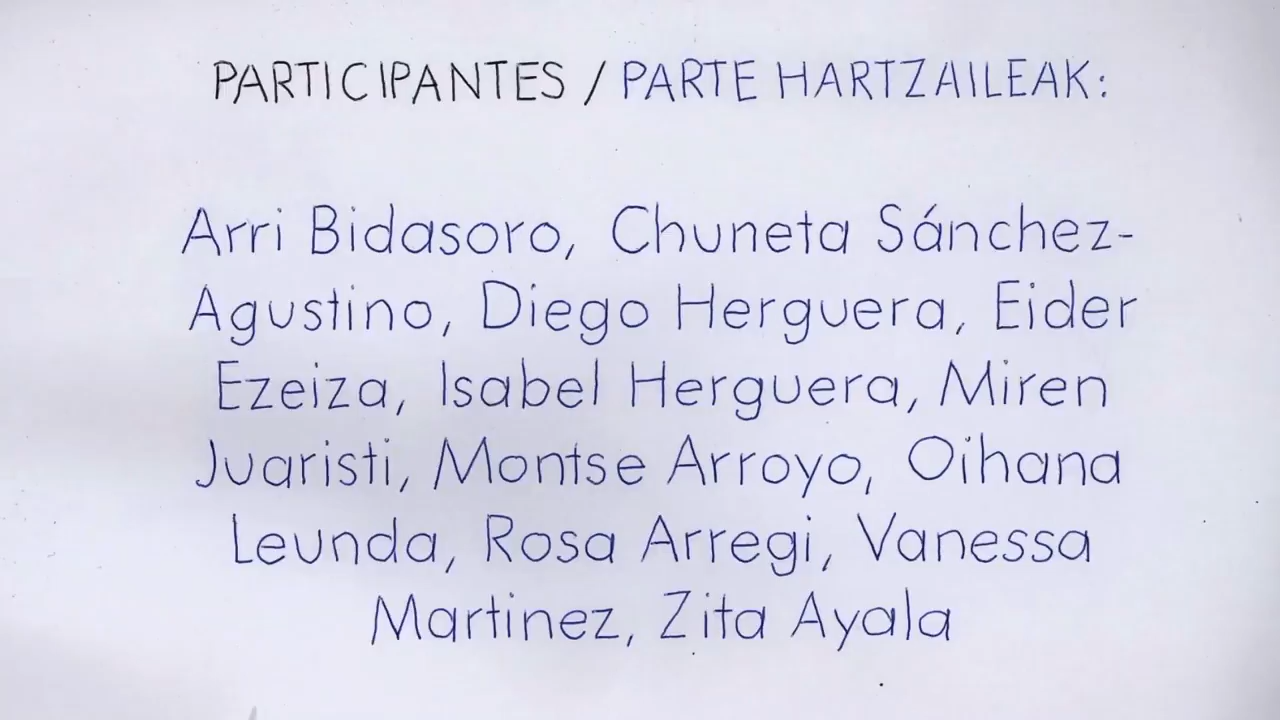 PARTICIPANTES / PARTE HARTZAILEAK:
Arri Bidasoro, Chuneta Sánchez-
Agustino, Diego Herguera, Eider
Ezeiza, Isabel Herguera, Miren
Juaristi, Montse Arroyo, Oihana
Leunda, Rosa Arregi, Vanessa
Martinez, Zita Ayala